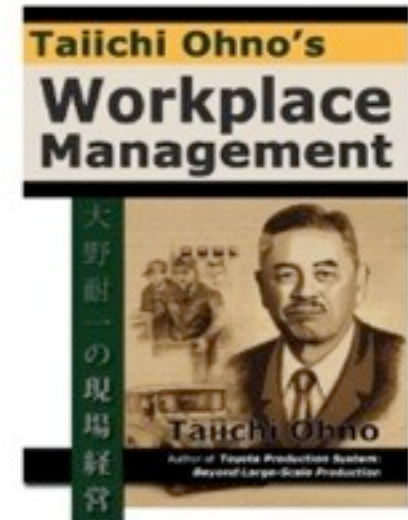 Taiichi Ohno's
Workplace
Management
大野耐一の現場経営
Taiichi Ohno
Author of Toyota Production System:
Beyond Large-Scale Production